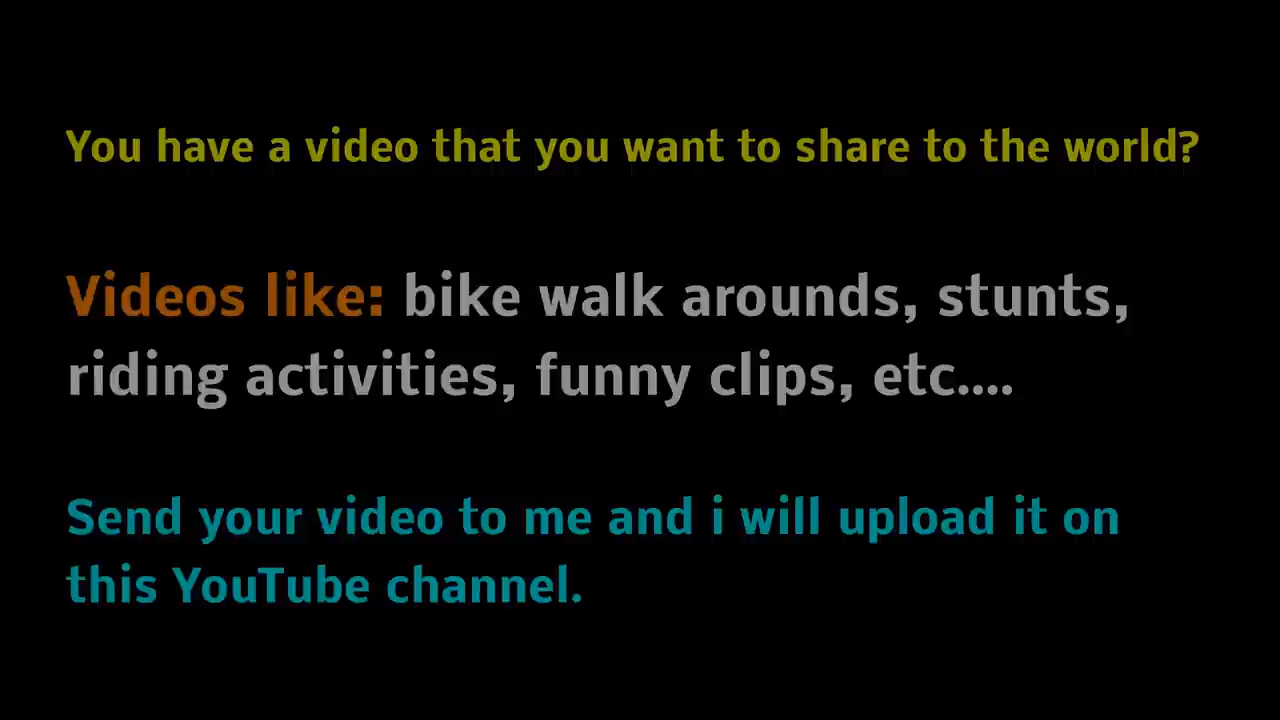 You have a video that you want to share to the world?
Videos like: bike walk arounds, stunts,
riding activities, funny clips, etc....
Send your video to me and i will upload it on
this YouTube channel.